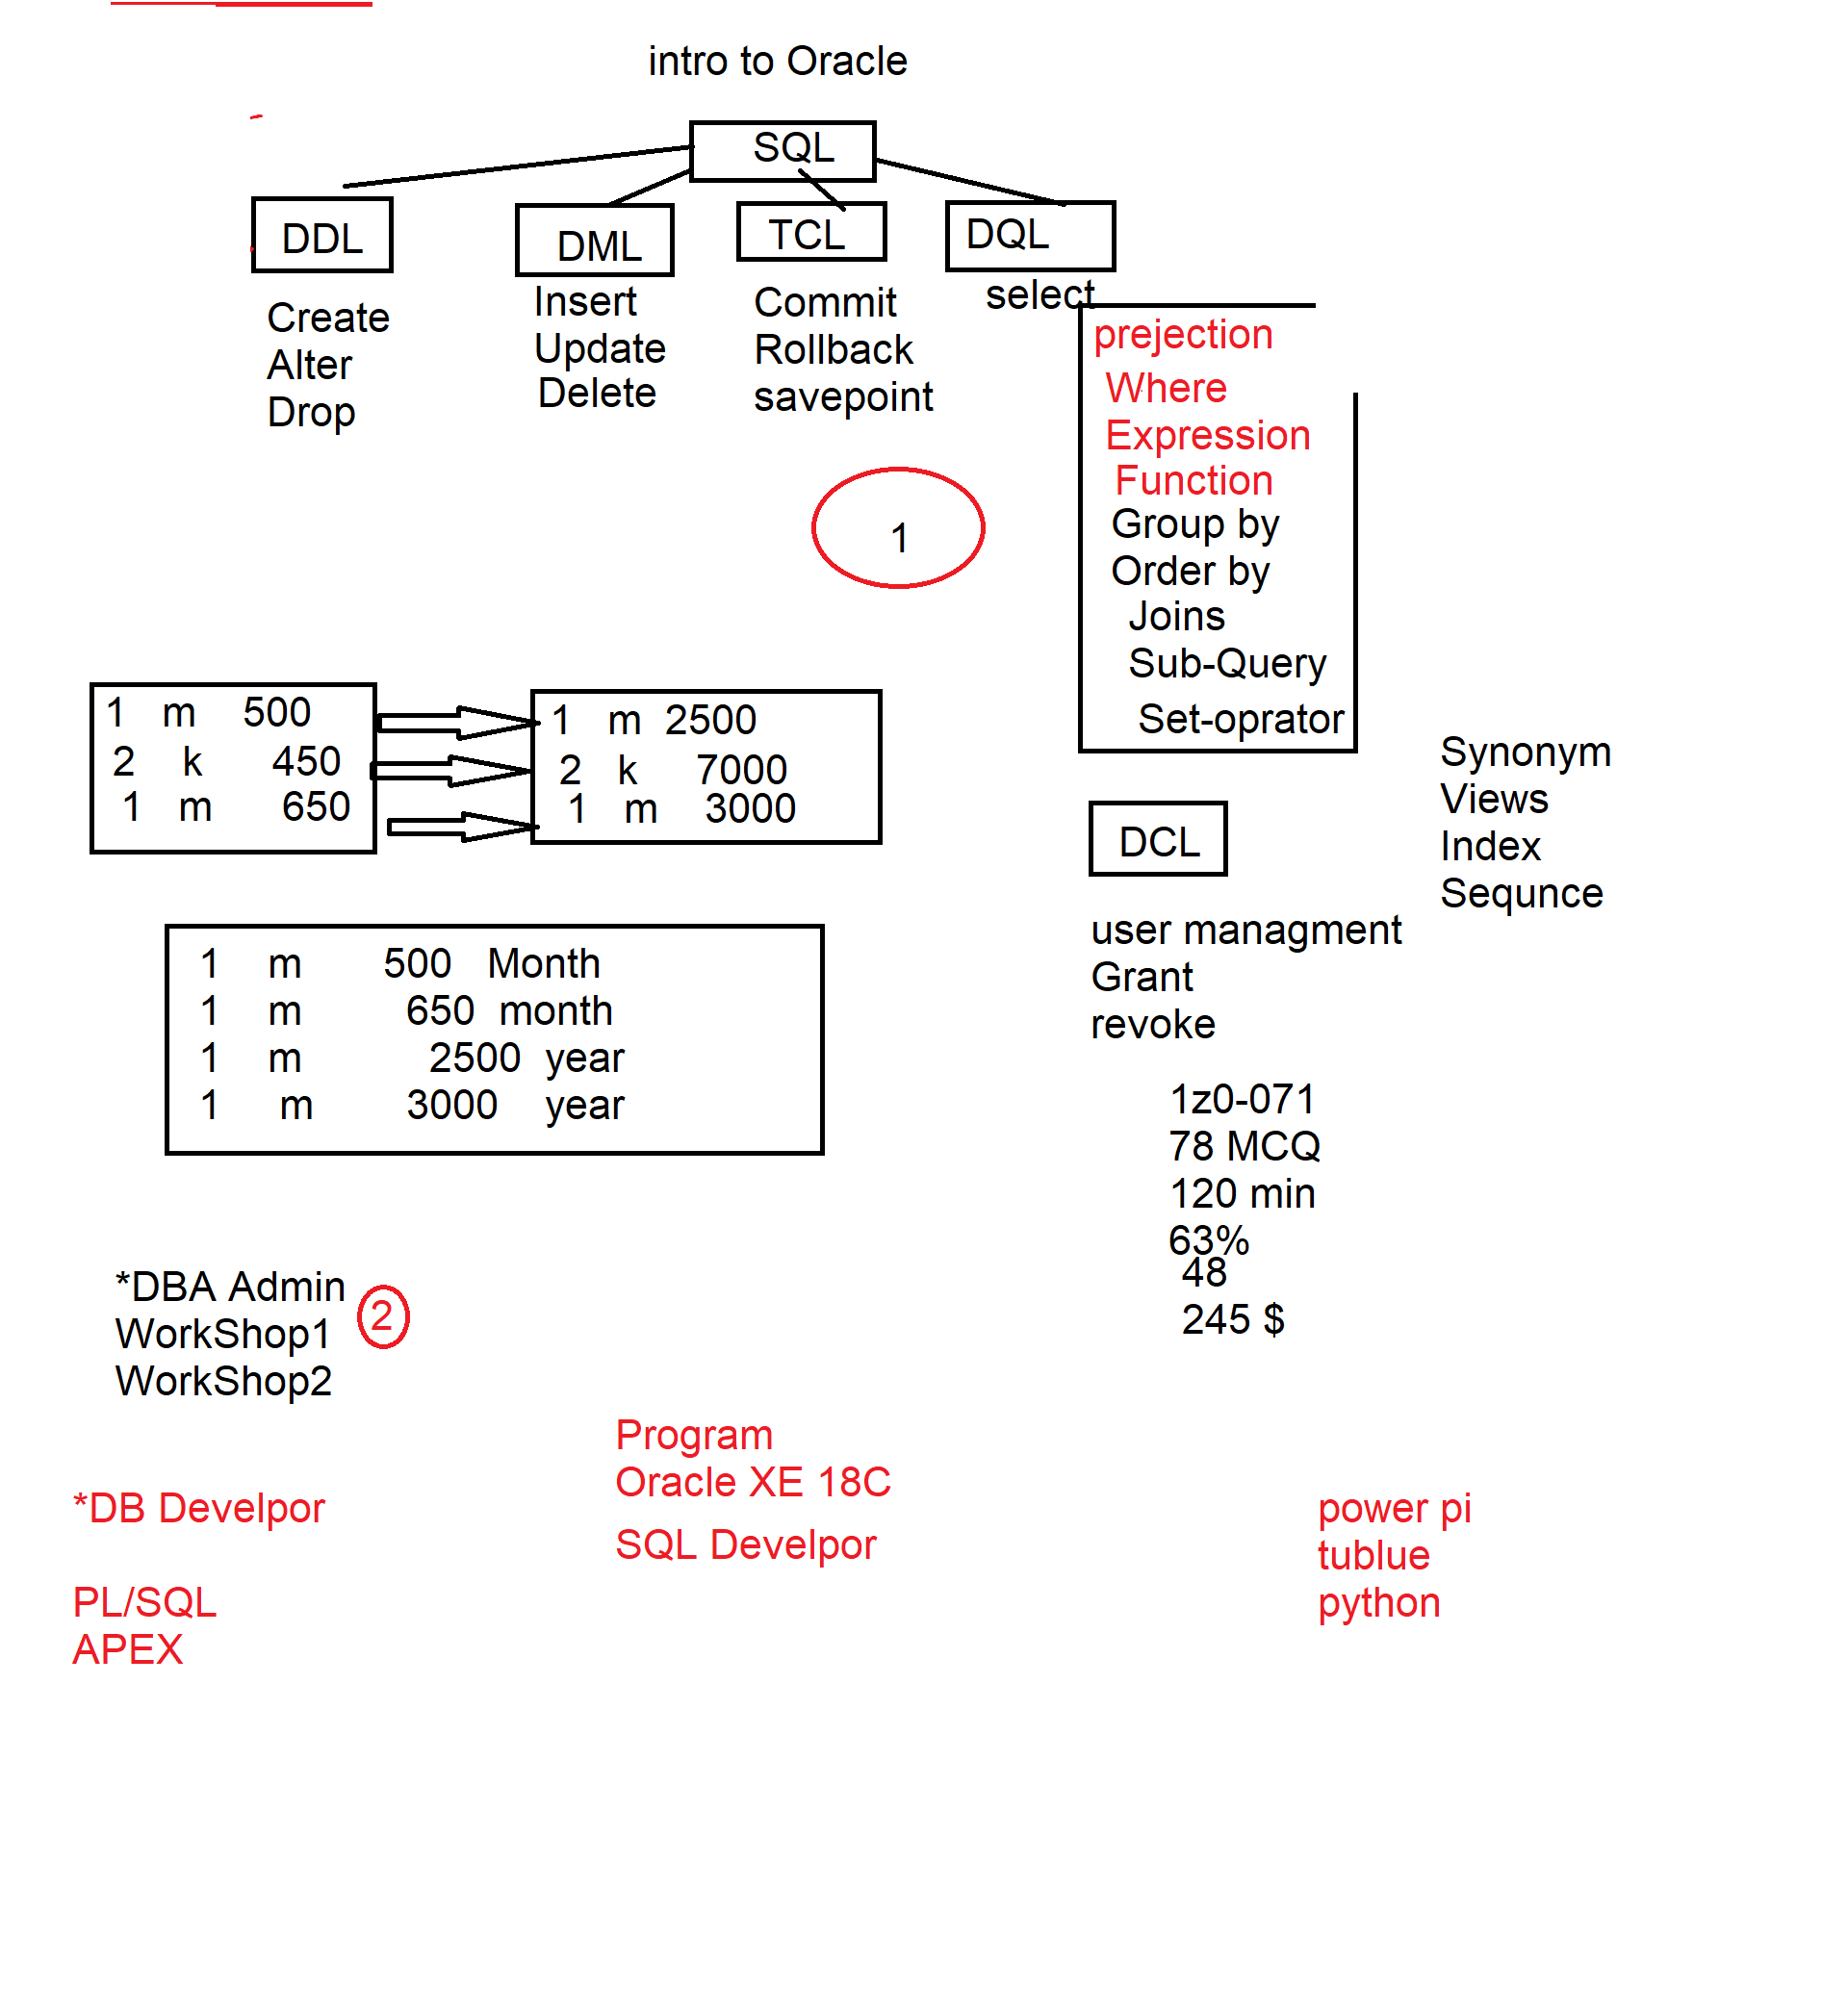 intro to Oracle
SQL
DDL
Create
Alter
Drop
DML
Insert
Update
Delete
TCL
Commit
Rollback
savepoint
DQL
select
prejection
Where
Expression
Function
Group by
Order by
Joins
Sub-Query
Set-oprator
1
1 m 500
2 k 450
1 m 650
1 m 2500
2 k 7000
1 m 3000
Synonym
Views
Index
Sequnce
DCL
user managment
Grant
revoke
1 m 500 Month
1 m 650 month
1 m 2500 year
1 m 3000 year
1z0-071
78 MCQ
120 min
63%
48
245 $
*DBA Admin
WorkShop1
WorkShop2
2
Program
Oracle XE 18C
SQL Develpor
*DB Develpor
PL/SQL
APEX
power pi
tublue
python